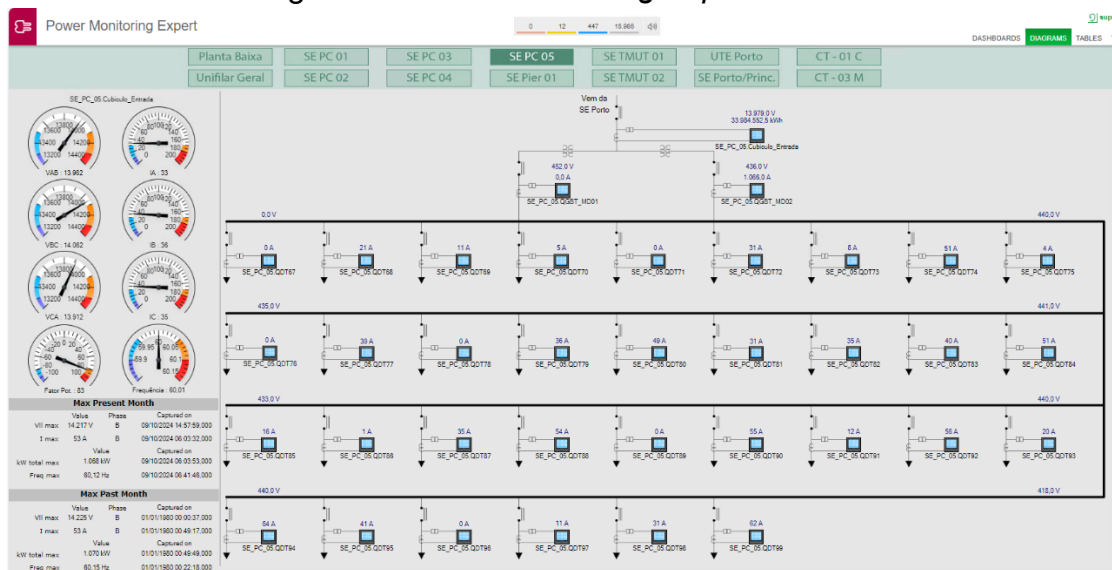 Power Monitoring Expert
0 12 447 15.966
DASHBOARDS DIAGRAMS TABLES
Planta Baixa SE PC 01 SE PC 03 SE PC 05 SE TMUT 01 UTE Porto CT - 01 C
Unifilar Geral SE PC 02 SE PC 04 SE Pier 01 SE TMUT 02 SE Porto/Princ. CT - 03 M
SE_PC_05.Cubiculo_Entrada
VAB : 13.962
IA : 33
VBC : 14.062
IB : 36
VCA : 13.912
IC : 35
Fator Pot. : 83
Frequência : 60,01
Max Present Month
Value Phase Captured on
Vll max 14.217 V B 09/10/2024 14:57:59,000
I max 53 A B 09/10/2024 06:03:32,000
Value Captured on
kW total max 1.068 kW 09/10/2024 06:03:53,000
Freq max 60,12 Hz 09/10/2024 06:41:46,000
Max Past Month
Value Phase Captured on
Vll max 14.225 V B 01/01/1980 00:00:37,000
I max 53 A B 01/01/1980 00:49:17,000
Value Captured on
kW total max 1.070 kW 01/01/1980 00:49:49,000
Freq max 60,15 Hz 01/01/1980 00:22:18,000
Vem da
SE Porto
13.979,0 V
33.984.552,5 kWh
SE_PC_05.Cubiculo_Entrada
452,0 V 436,0 V
0,0 A 1.066,0 A
SE_PC_05.QGBT_MD01 SE_PC_05.QGBT_MD02
0,0 V 440,0 V
0 A 21 A 11 A 5 A 0 A 31 A 8 A 51 A 4 A
SE_PC_05.QDT67 SE_PC_05.QDT68 SE_PC_05.QDT69 SE_PC_05.QDT70 SE_PC_05.QDT71 SE_PC_05.QDT72 SE_PC_05.QDT73 SE_PC_05.QDT74 SE_PC_05.QDT75
435,0 V 441,0 V
0 A 39 A 0 A 36 A 49 A 31 A 35 A 40 A 51 A
SE_PC_05.QDT76 SE_PC_05.QDT77 SE_PC_05.QDT78 SE_PC_05.QDT79 SE_PC_05.QDT80 SE_PC_05.QDT81 SE_PC_05.QDT82 SE_PC_05.QDT83 SE_PC_05.QDT84
433,0 V 440,0 V
16 A 1 A 35 A 54 A 0 A 55 A 12 A 56 A 20 A
SE_PC_05.QDT85 SE_PC_05.QDT86 SE_PC_05.QDT87 SE_PC_05.QDT88 SE_PC_05.QDT89 SE_PC_05.QDT90 SE_PC_05.QDT91 SE_PC_05.QDT92 SE_PC_05.QDT93
440,0 V 418,0 V
64 A 41 A 0 A 11 A 31 A 62 A
SE_PC_05.QDT94 SE_PC_05.QDT95 SE_PC_05.QDT96 SE_PC_05.QDT97 SE_PC_05.QDT98 SE_PC_05.QDT99